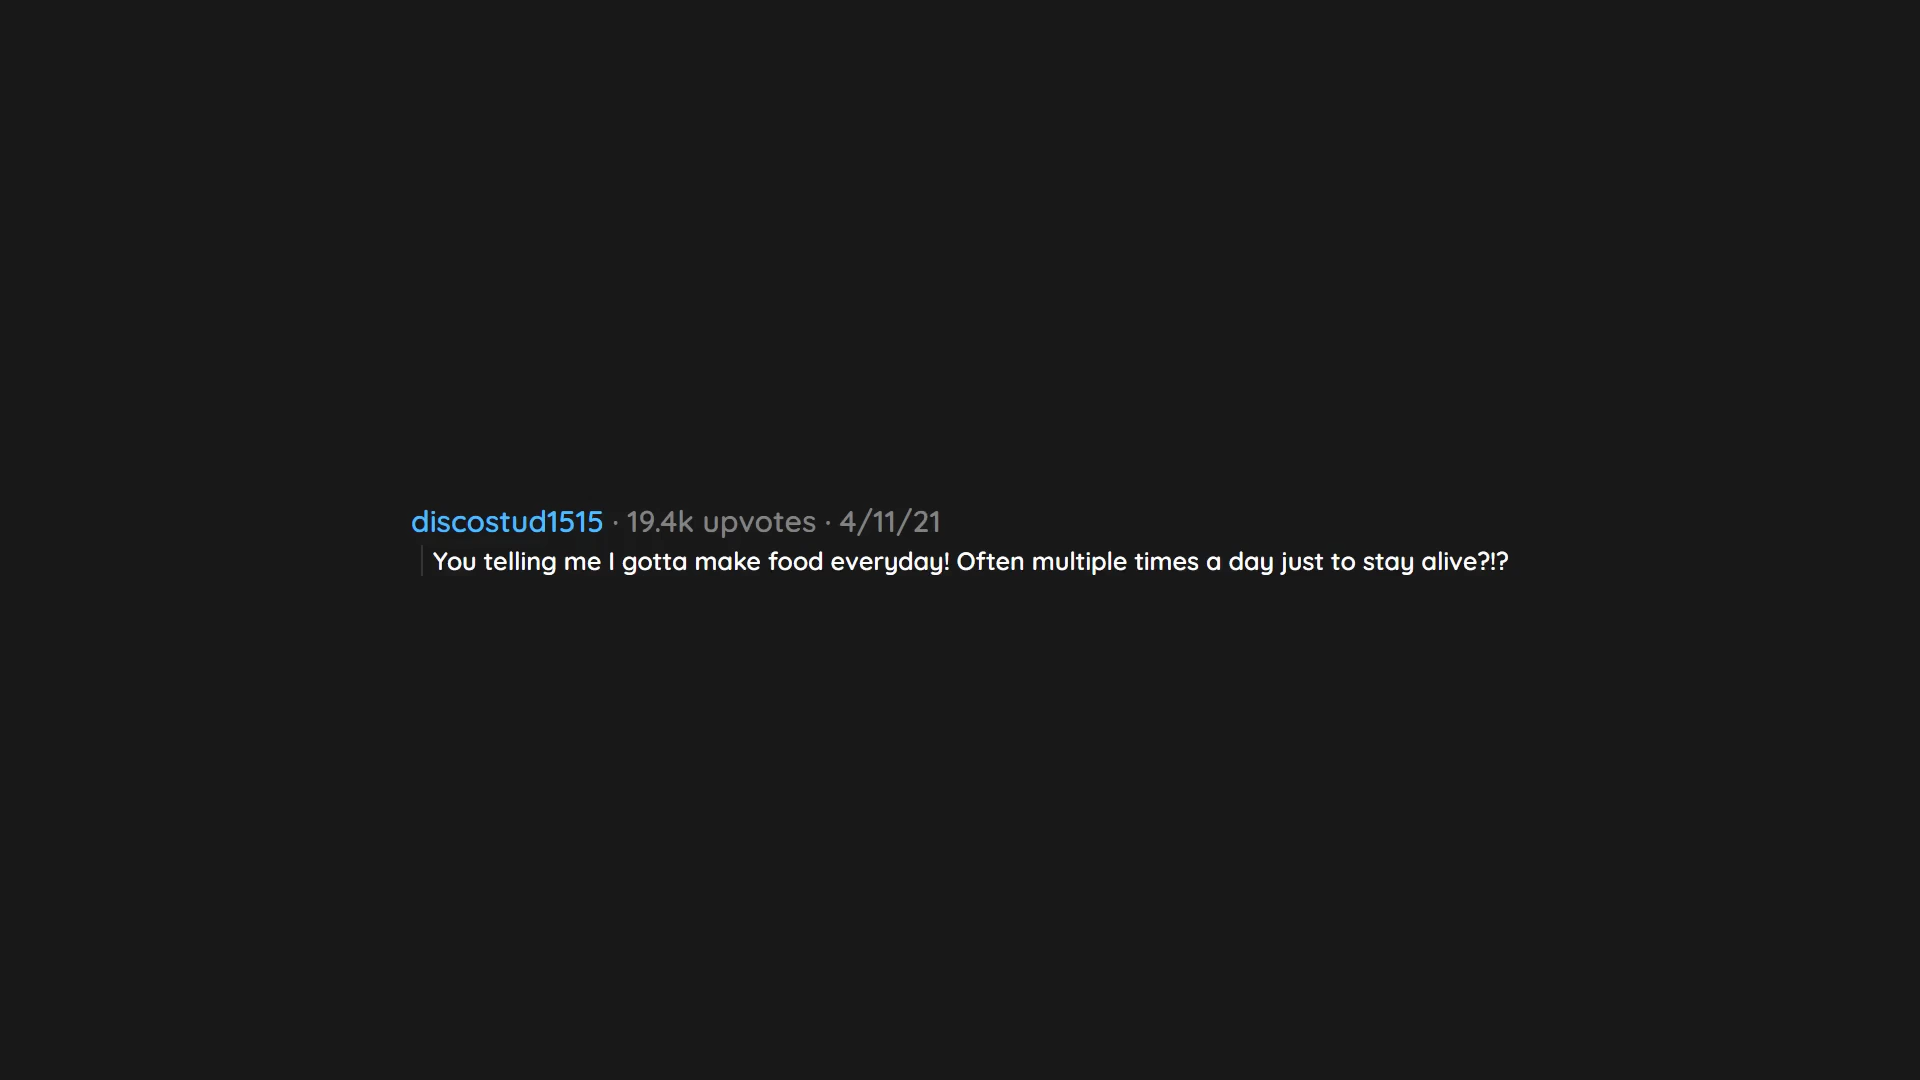 discostud1515 · 19.4k upvotes · 4/11/21
You telling me I gotta make food everyday! Often multiple times a day just to stay alive?!?